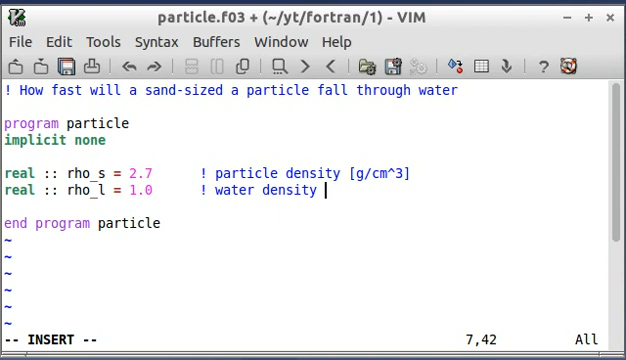 particle.f03 + (~/yt/fortran/1) - VIM
File Edit Tools Syntax Buffers Window Help
! How fast will a sand-sized a particle fall through water
program particle
implicit none
real :: rho_s = 2.7 ! particle density [g/cm^3]
real :: rho_l = 1.0 ! water density
end program particle
~
~
~
~
~
~
-- INSERT -- 7,42 All